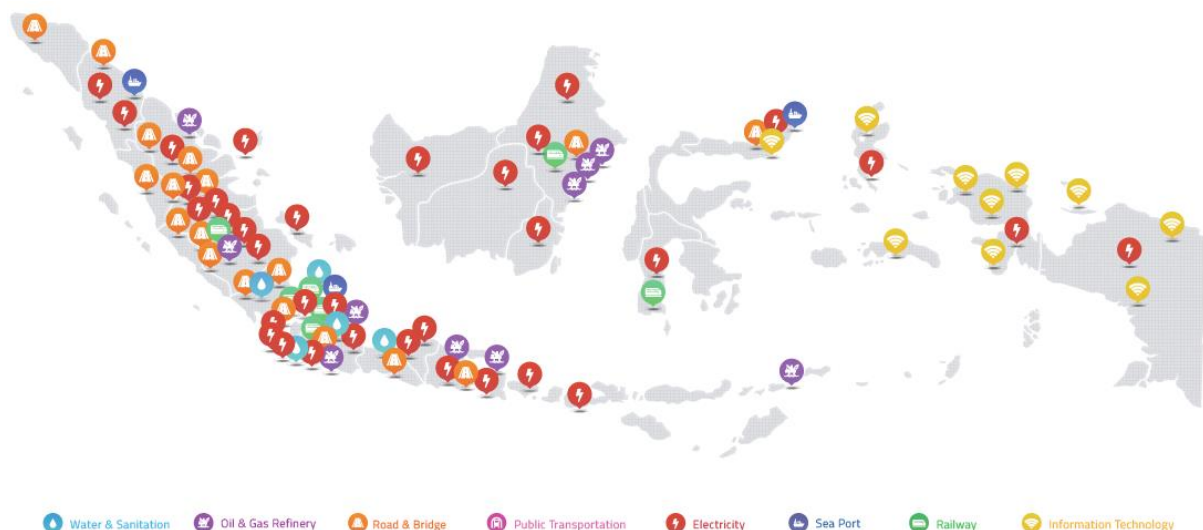 Water & Sanitation Oil & Gas Refinery Road & Bridge Public Transportation Electricity Sea Port Railway Information Technology